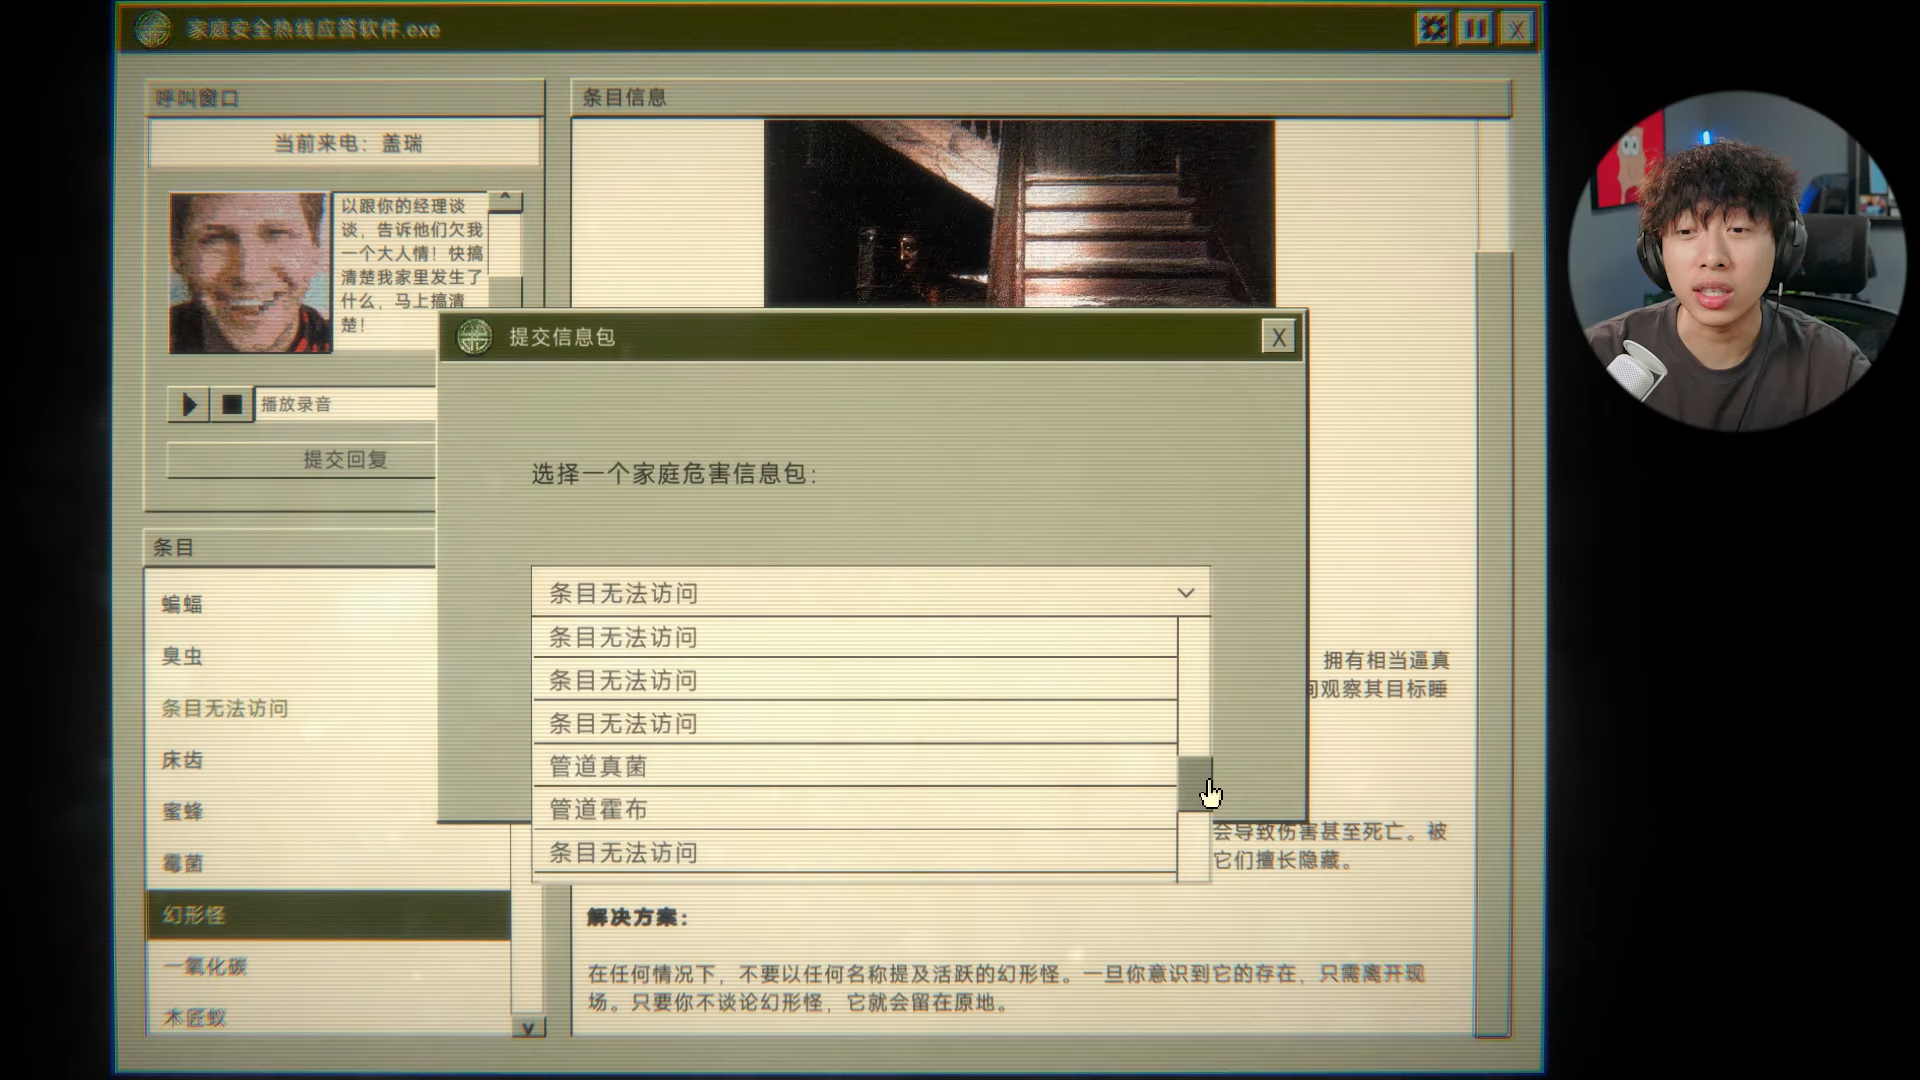 家庭安全热线应答软件.exe
X
呼叫窗口
当前来电：盖瑞
以跟你的经理谈
谈，告诉他们欠我
一个大人情！快搞
清楚我家里发生了
什么，马上搞清
楚！
播放录音
提交回复
条目
蝙蝠
臭虫
条目无法访问
床齿
蜜蜂
霉菌
幻形怪
一氧化碳
木匠蚁
条目信息
提交信息包
X
选择一个家庭危害信息包：
条目无法访问
条目无法访问
条目无法访问
条目无法访问
管道真菌
管道霍布
条目无法访问
拥有相当逼真
间观察其目标睡
会导致伤害甚至死亡。被
它们擅长隐藏。
解决方案：
在任何情况下，不要以任何名称提及活跃的幻形怪。一旦你意识到它的存在，只需离开现
场。只要你不谈论幻形怪，它就会留在原地。